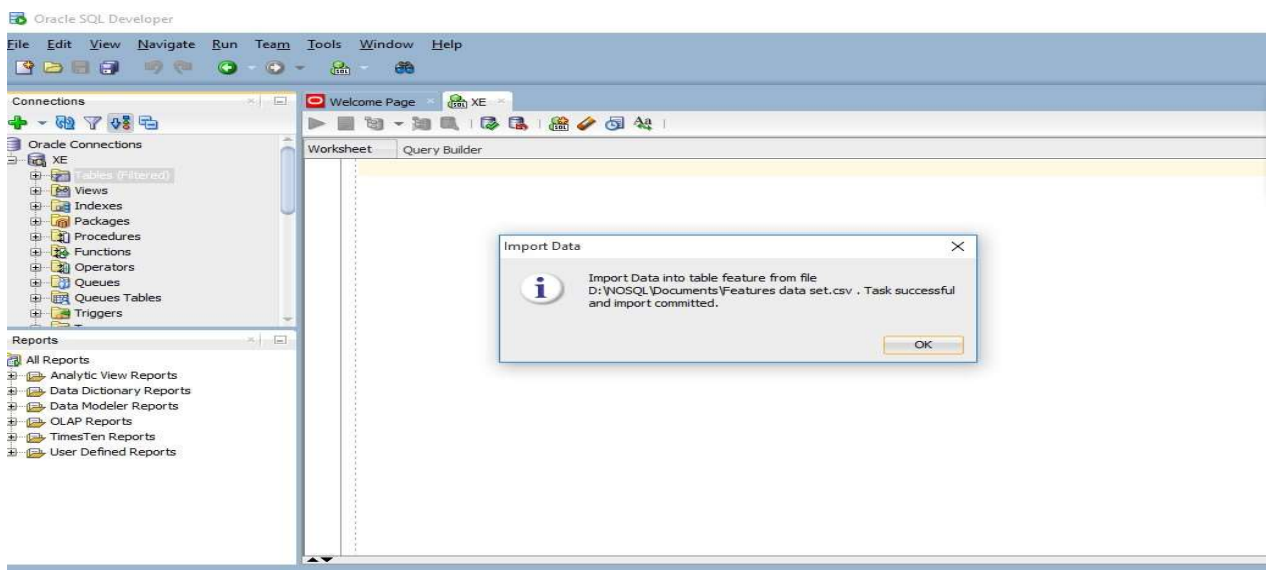 Oracle SQL Developer
File Edit View Navigate Run Team Tools Window Help
Connections
Oracle Connections
XE
Tables (Filtered)
Views
Indexes
Packages
Procedures
Functions
Operators
Queues
Queues Tables
Triggers
Reports
All Reports
Analytic View Reports
Data Dictionary Reports
Data Modeler Reports
OLAP Reports
TimesTen Reports
User Defined Reports
Welcome Page
XE
Worksheet Query Builder
Import Data
Import Data into table feature from file
D:\NOSQL\Documents\Features data set.csv . Task successful
and import committed.
OK